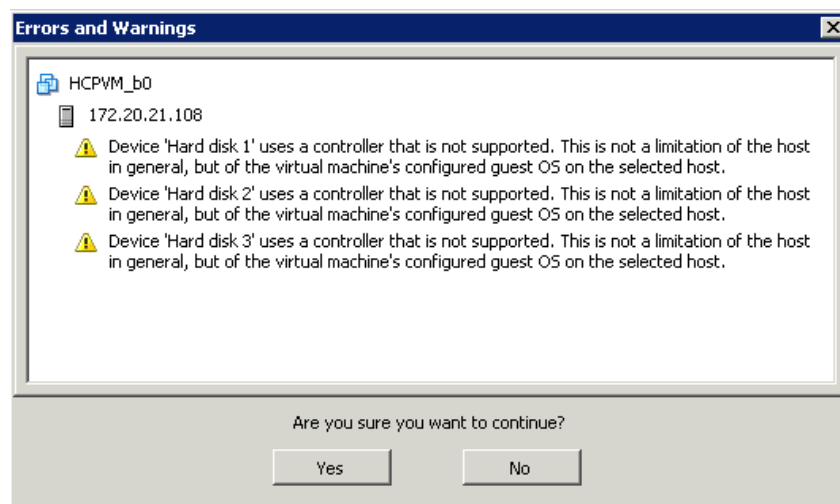 Errors and Warnings
HCPVM_b0
172.20.21.108
Device 'Hard disk 1' uses a controller that is not supported. This is not a limitation of the host
in general, but of the virtual machine's configured guest OS on the selected host.
Device 'Hard disk 2' uses a controller that is not supported. This is not a limitation of the host
in general, but of the virtual machine's configured guest OS on the selected host.
Device 'Hard disk 3' uses a controller that is not supported. This is not a limitation of the host
in general, but of the virtual machine's configured guest OS on the selected host.
Are you sure you want to continue?
Yes
No